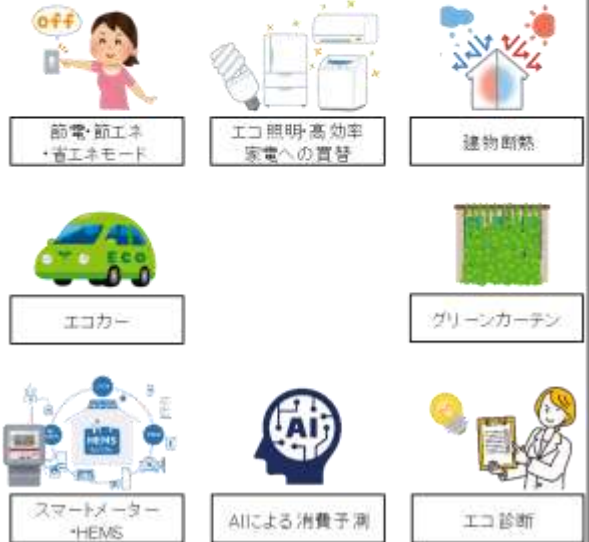 off
節電・節エネ
・省エネモード
エコ照明・高効率
家電への買替
建物断熱
ECO
エコカー
グリーンカーテン
HEMS
AI
スマートメーター
・HEMS
AIによる消費予測
エコ診断